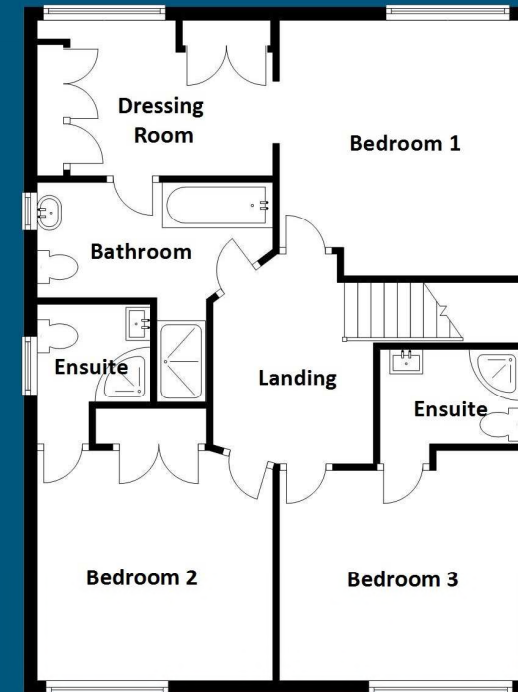 Dressing
Room
Bedroom 1
Bathroom
Ensuite
Landing
Ensuite
Bedroom 2
Bedroom 3